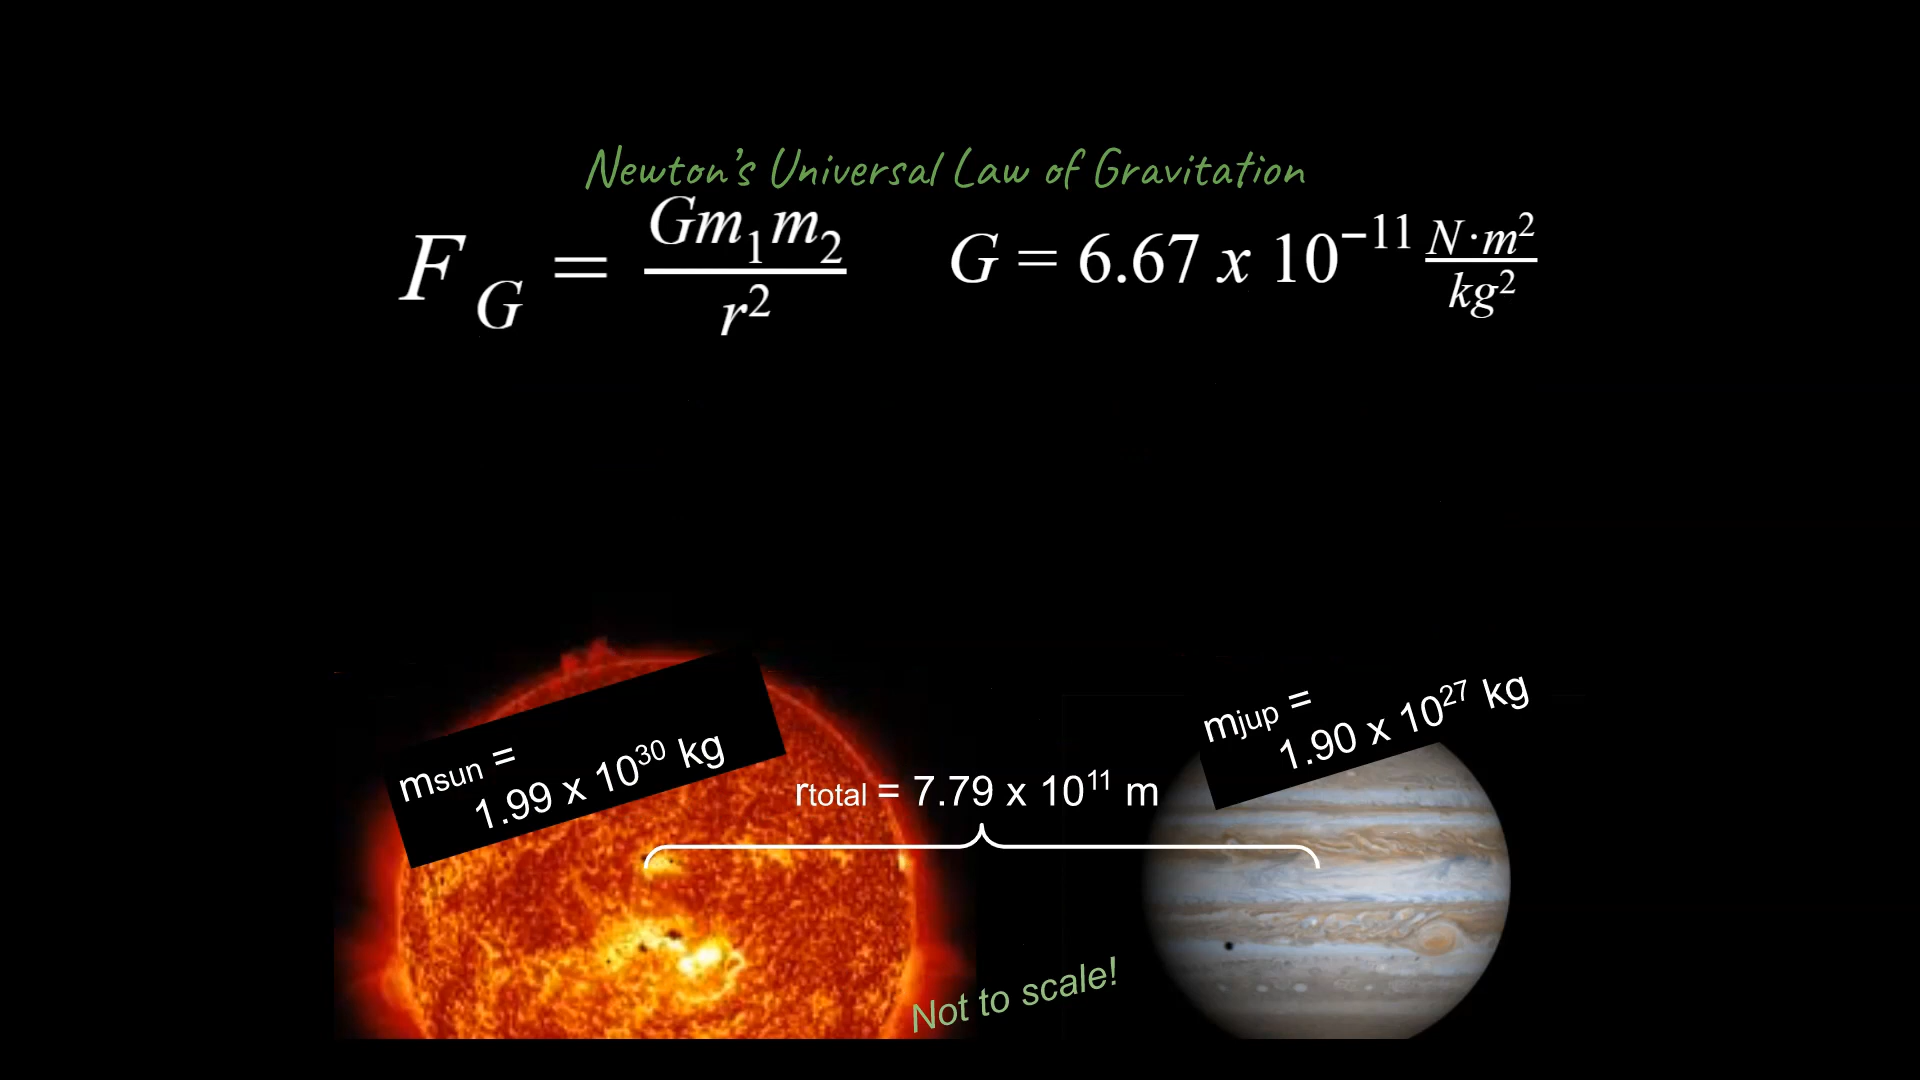 Newton's Universal Law of Gravitation
F_G = Gm₁m₂ / r²
G = 6.67 x 10⁻¹¹ N·m² / kg²
msun =
1.99 x 10³⁰ kg
rtotal = 7.79 x 10¹¹ m
mjup =
1.90 x 10²⁷ kg
Not to scale!